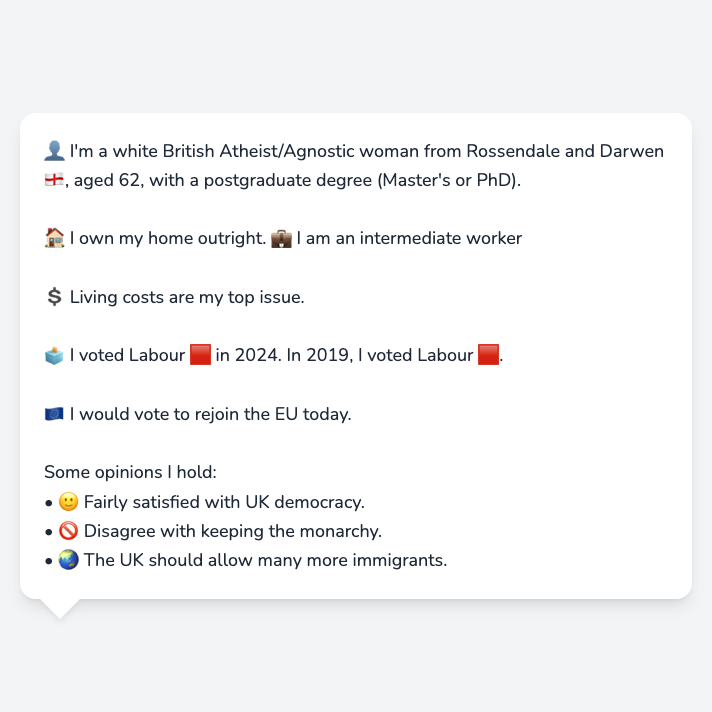 👤 I'm a white British Atheist/Agnostic woman from Rossendale and Darwen
🏴󠁧󠁢󠁥󠁮󠁧󠁿, aged 62, with a postgraduate degree (Master's or PhD).
🏠 I own my home outright. 💼 I am an intermediate worker
💲 Living costs are my top issue.
🗳️ I voted Labour 🟥 in 2024. In 2019, I voted Labour 🟥.
🇪🇺 I would vote to rejoin the EU today.
Some opinions I hold:
• 🙂 Fairly satisfied with UK democracy.
• 🚫 Disagree with keeping the monarchy.
• 🌏 The UK should allow many more immigrants.